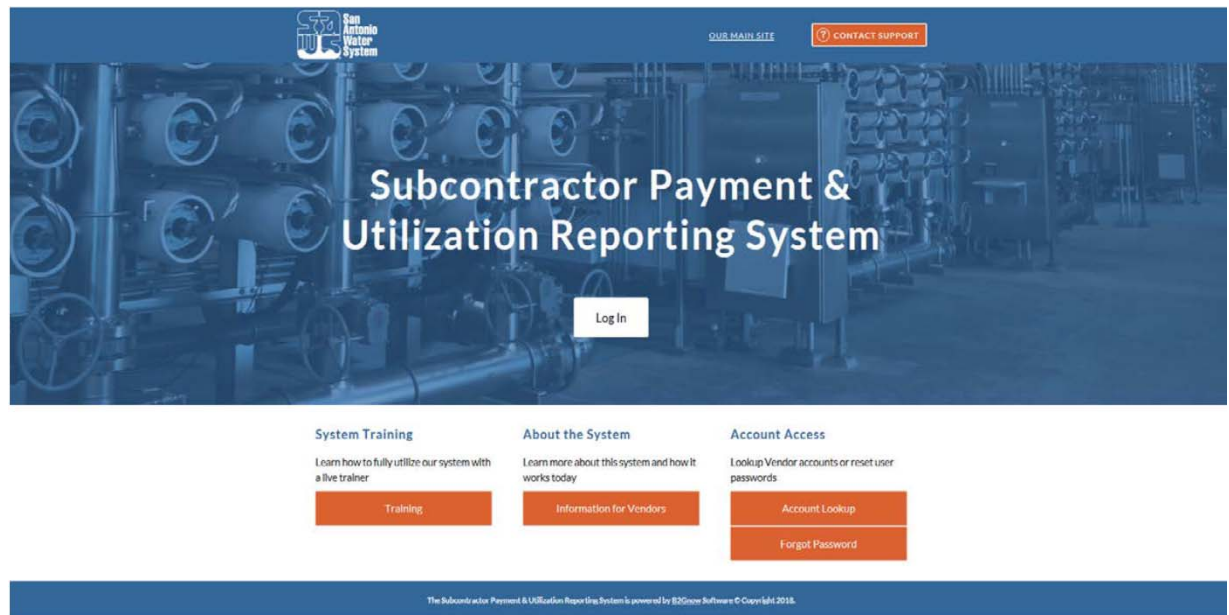 San
Antonio
Water
System
OUR MAIN SITE
? CONTACT SUPPORT
Subcontractor Payment &
Utilization Reporting System
Log In
System Training
Learn how to fully utilize our system with
a live trainer
Training
About the System
Learn more about this system and how it
works today
Information for Vendors
Account Access
Lookup Vendor accounts or reset user
passwords
Account Lookup
Forgot Password
The Subcontractor Payment & Utilization Reporting System is powered by B2Gnow Software © Copyright 2018.